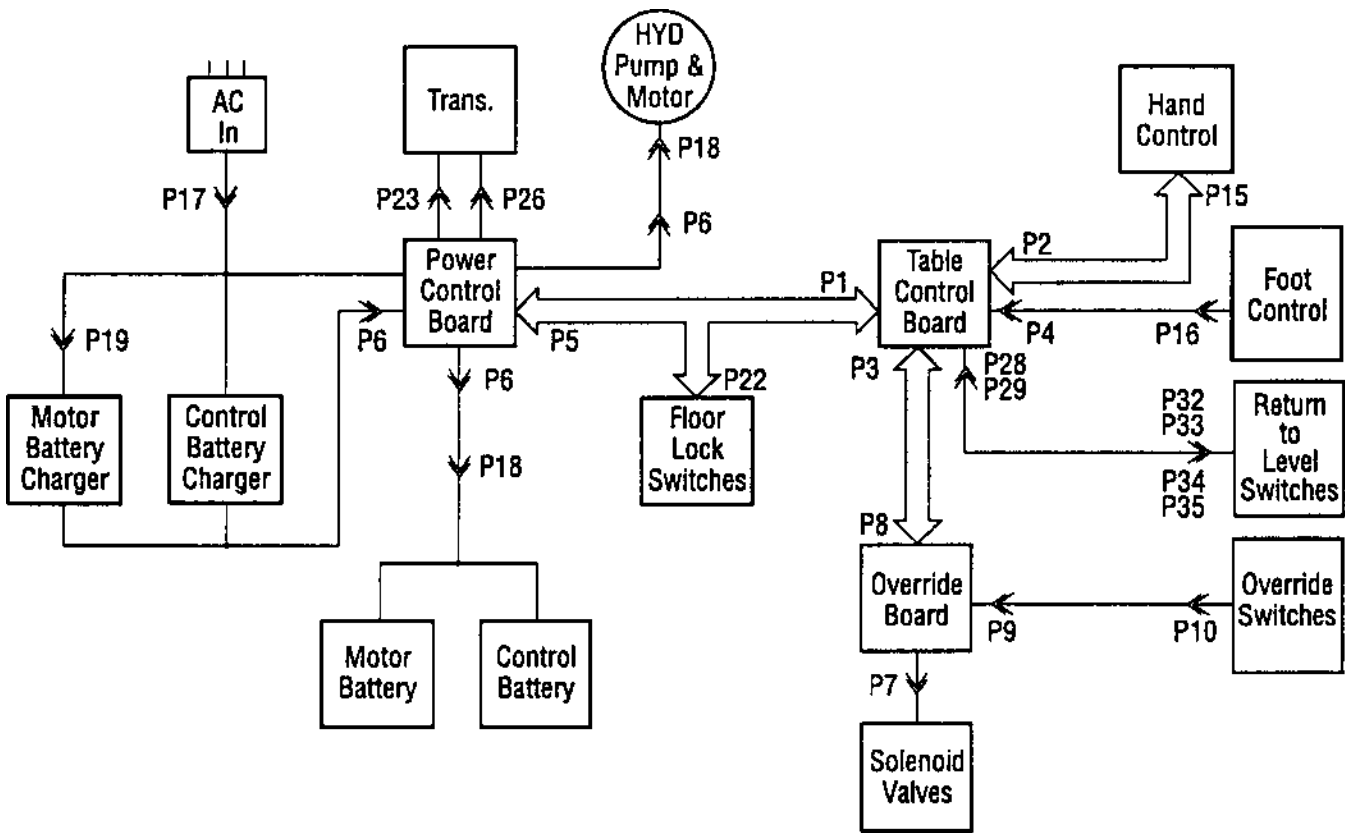 HYD
Pump &
Motor
AC
In
Trans.
Hand
Control
P18
P17
P23
P26
P15
P6
P2
Power
Control
Board
Table
Control
Board
Foot
Control
P1
P19
P6
P5
P4
P16
P3
P28
P29
P6
P22
Motor
Battery
Charger
Control
Battery
Charger
Floor
Lock
Switches
P32
P33
Return
to
Level
Switches
P18
P34
P35
P8
Override
Board
Override
Switches
P9
P10
Motor
Battery
Control
Battery
P7
Solenoid
Valves